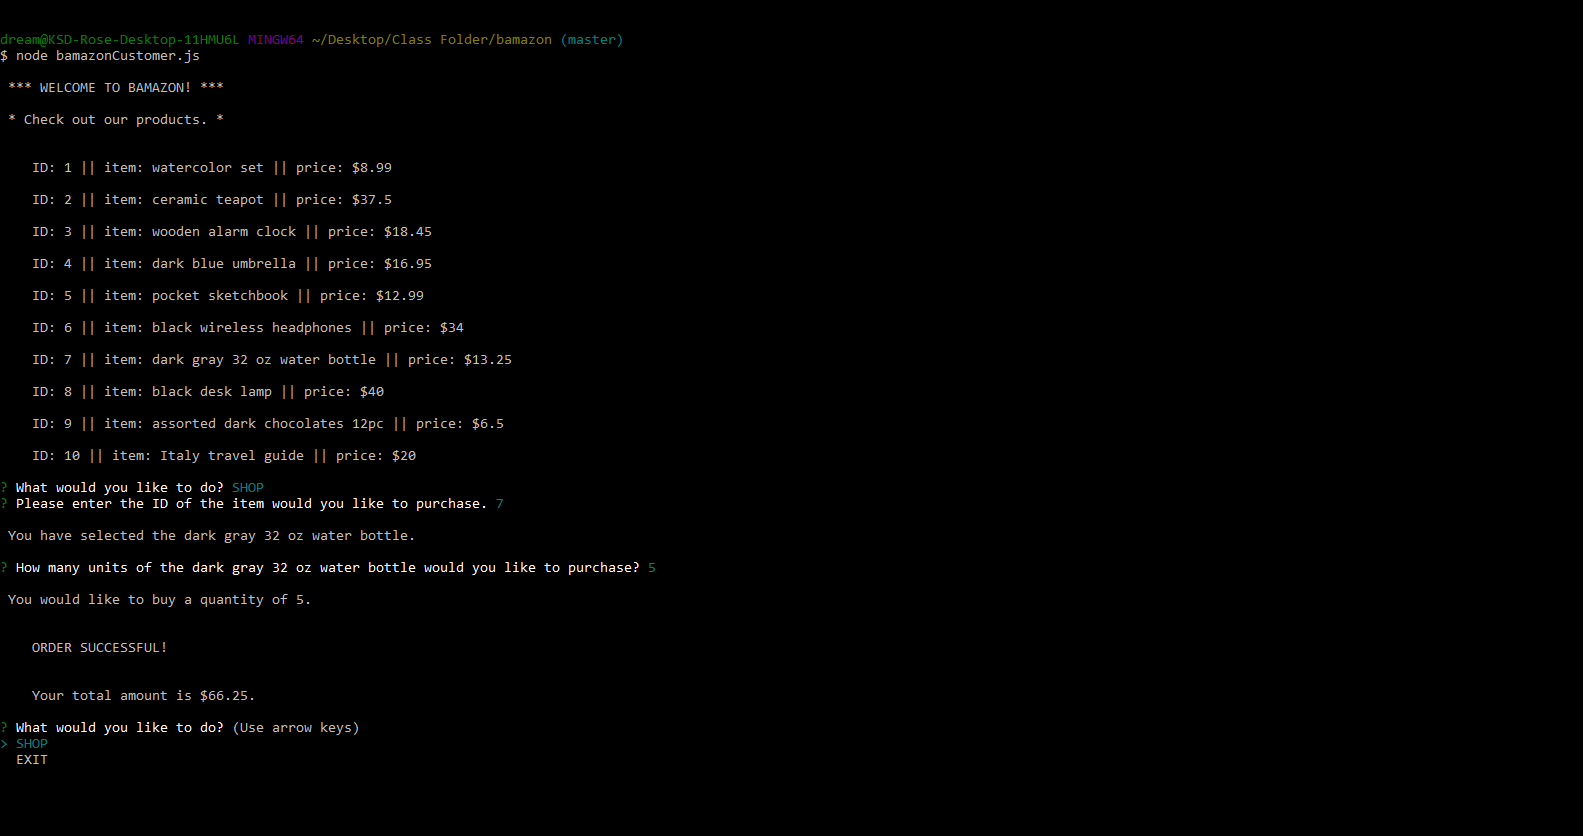 dream@KSD-Rose-Desktop-11HMU6L MINGW64 ~/Desktop/Class Folder/bamazon (master)
$ node bamazonCustomer.js
*** WELCOME TO BAMAZON! ***
* Check out our products. *
ID: 1 || item: watercolor set || price: $8.99
ID: 2 || item: ceramic teapot || price: $37.5
ID: 3 || item: wooden alarm clock || price: $18.45
ID: 4 || item: dark blue umbrella || price: $16.95
ID: 5 || item: pocket sketchbook || price: $12.99
ID: 6 || item: black wireless headphones || price: $34
ID: 7 || item: dark gray 32 oz water bottle || price: $13.25
ID: 8 || item: black desk lamp || price: $40
ID: 9 || item: assorted dark chocolates 12pc || price: $6.5
ID: 10 || item: Italy travel guide || price: $20
? What would you like to do? SHOP
? Please enter the ID of the item would you like to purchase. 7
You have selected the dark gray 32 oz water bottle.
? How many units of the dark gray 32 oz water bottle would you like to purchase? 5
You would like to buy a quantity of 5.
ORDER SUCCESSFUL!
Your total amount is $66.25.
? What would you like to do? (Use arrow keys)
> SHOP
EXIT